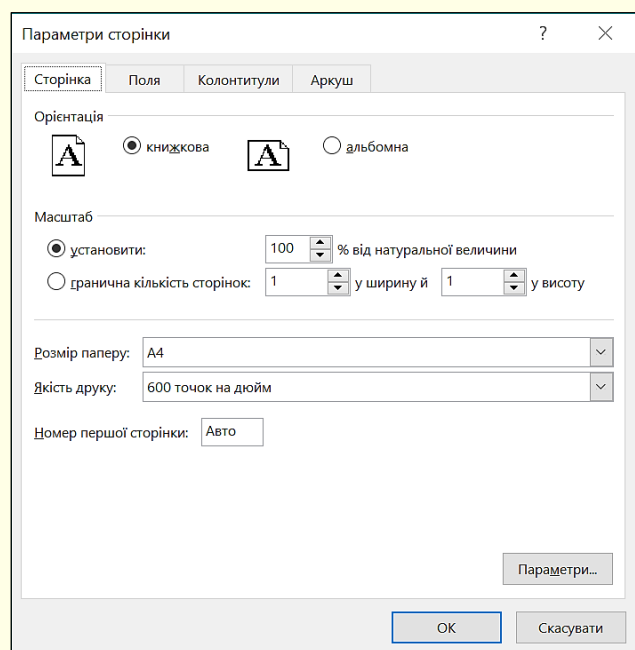 Параметри сторінки ?
Сторінка Поля Колонтитули Аркуш
Орієнтація
A книжкова A альбомна
Масштаб
установити: 100 % від натуральної величини
гранична кількість сторінок: 1 у ширину й 1 у висоту
Розмір паперу: A4
Якість друку: 600 точок на дюйм
Номер першої сторінки: Авто
Параметри...
ОК Скасувати